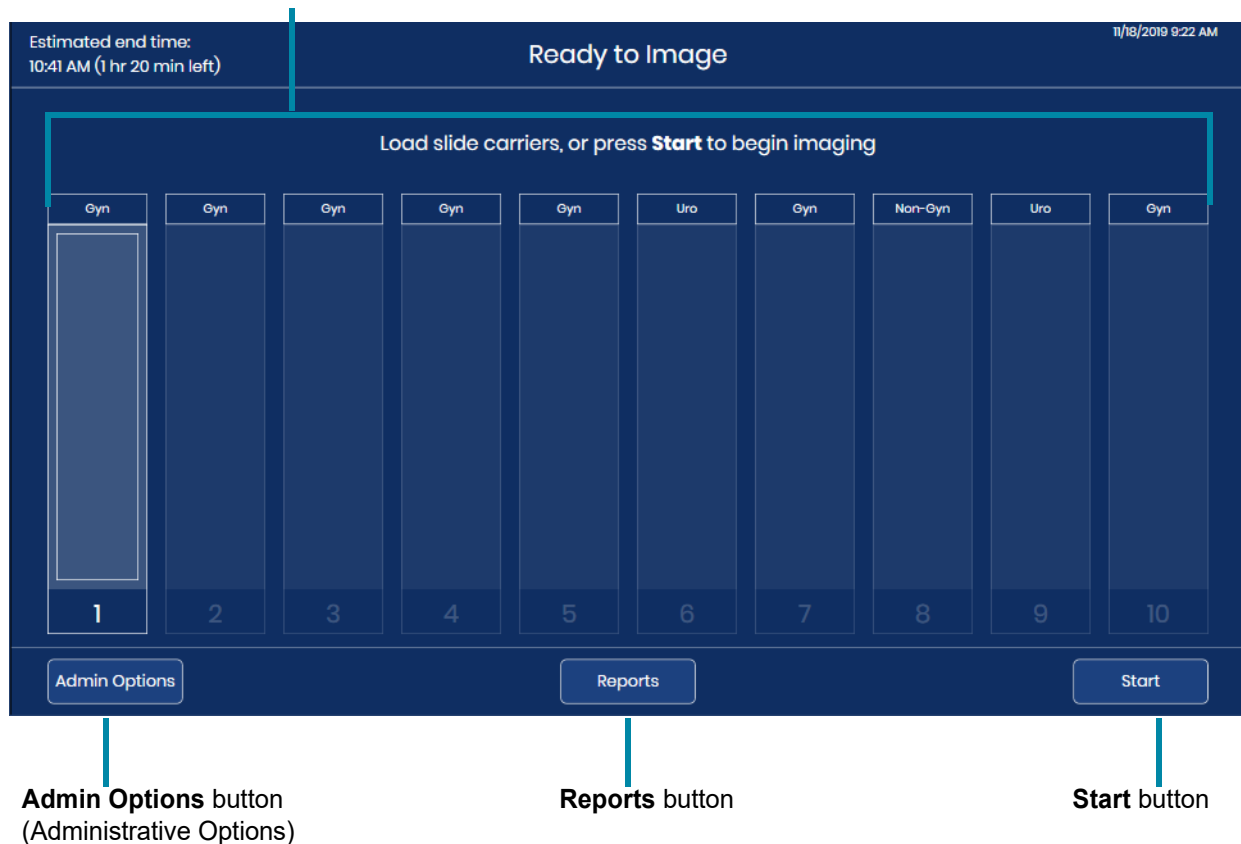 Estimated end time:
10:41 AM (1 hr 20 min left)
Ready to Image
11/18/2019 9:22 AM
Load slide carriers, or press Start to begin imaging
Gyn
Gyn
Gyn
Gyn
Gyn
Uro
Gyn
Non-Gyn
Uro
Gyn
1
2
3
4
5
6
7
8
9
10
Admin Options
Reports
Start
Admin Options button
(Administrative Options)
Reports button
Start button